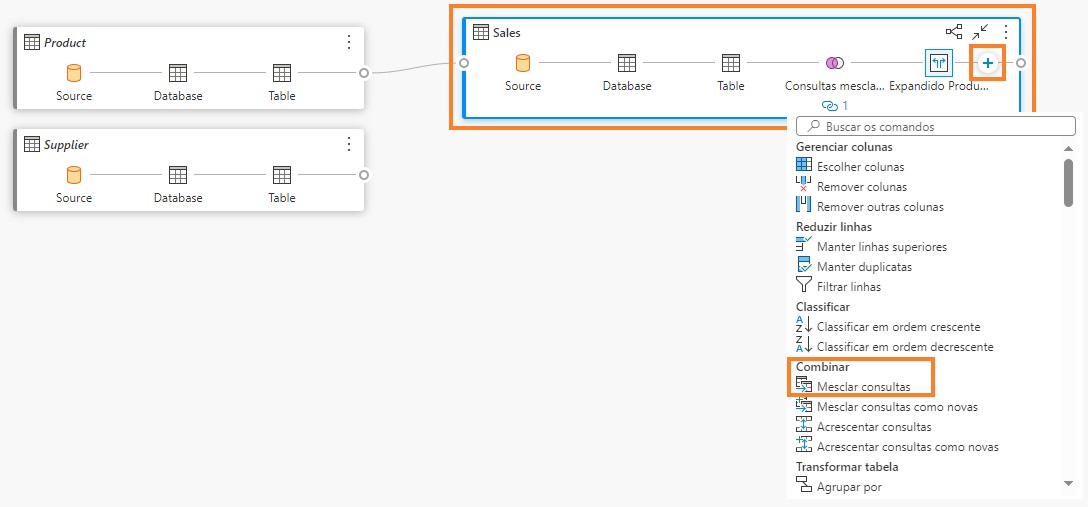 Product
Source
Database
Table
Supplier
Source
Database
Table
Sales
Source
Database
Table
Consultas mescla...
Expandido Produ...
1
Buscar os comandos
Gerenciar colunas
Escolher colunas
Remover colunas
Remover outras colunas
Reduzir linhas
Manter linhas superiores
Manter duplicatas
Filtrar linhas
Classificar
Classificar em ordem crescente
Classificar em ordem decrescente
Combinar
Mesclar consultas
Mesclar consultas como novas
Acrescentar consultas
Acrescentar consultas como novas
Transformar tabela
Agrupar por